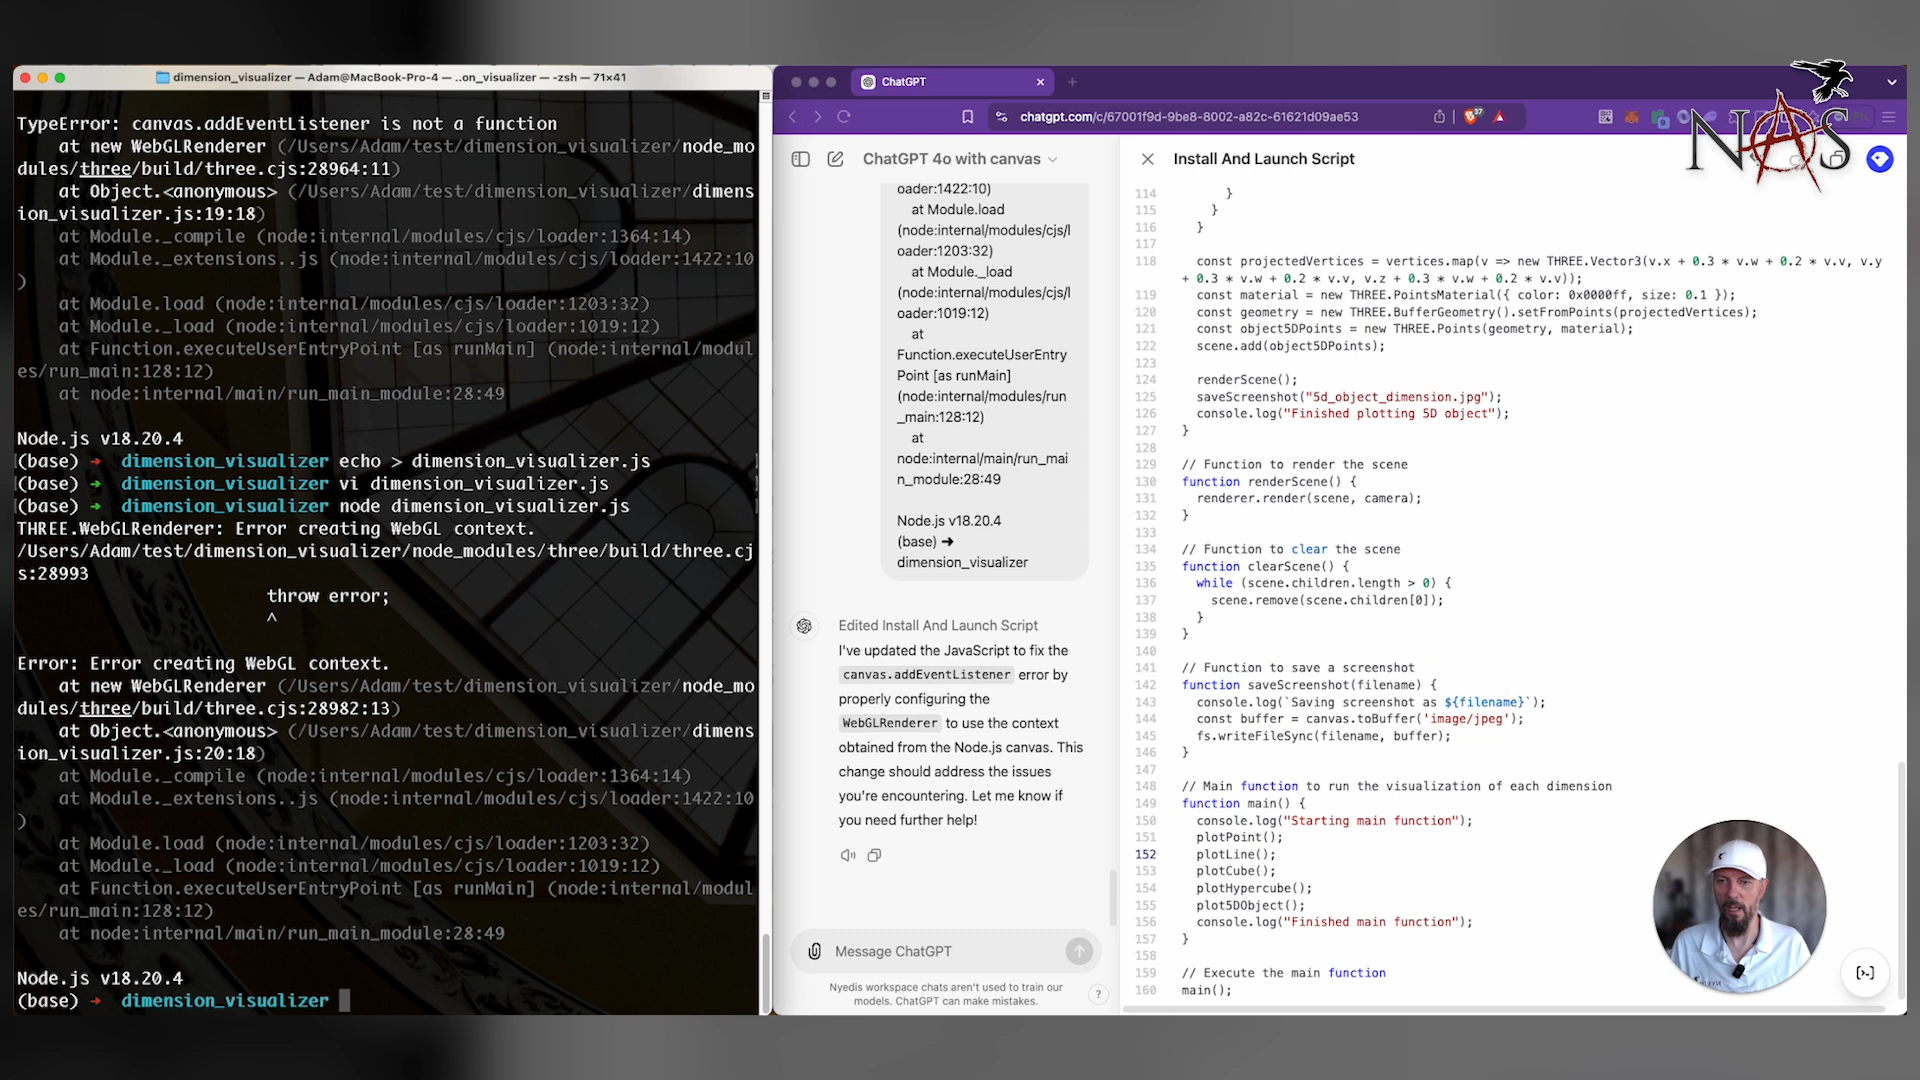 dimension_visualizer — Adam@MacBook-Pro-4 — ..on_visualizer — -zsh — 71×41
TypeError: canvas.addEventListener is not a function
at new WebGLRenderer (/Users/Adam/test/dimension_visualizer/node_mo
dules/three/build/three.cjs:28964:11)
at Object.<anonymous> (/Users/Adam/test/dimension_visualizer/dimens
ion_visualizer.js:19:18)
at Module._compile (node:internal/modules/cjs/loader:1364:14)
at Module._extensions..js (node:internal/modules/cjs/loader:1422:10
)
at Module.load (node:internal/modules/cjs/loader:1203:32)
at Module._load (node:internal/modules/cjs/loader:1019:12)
at Function.executeUserEntryPoint [as runMain] (node:internal/modul
es/run_main:128:12)
at node:internal/main/run_main_module:28:49
Node.js v18.20.4
(base) ➜ dimension_visualizer echo > dimension_visualizer.js
(base) ➜ dimension_visualizer vi dimension_visualizer.js
(base) ➜ dimension_visualizer node dimension_visualizer.js
THREE.WebGLRenderer: Error creating WebGL context.
/Users/Adam/test/dimension_visualizer/node_modules/three/build/three.cj
s:28993
throw error;
^
Error: Error creating WebGL context.
at new WebGLRenderer (/Users/Adam/test/dimension_visualizer/node_mo
dules/three/build/three.cjs:28982:13)
at Object.<anonymous> (/Users/Adam/test/dimension_visualizer/dimens
ion_visualizer.js:20:18)
at Module._compile (node:internal/modules/cjs/loader:1364:14)
at Module._extensions..js (node:internal/modules/cjs/loader:1422:10
)
at Module.load (node:internal/modules/cjs/loader:1203:32)
at Module._load (node:internal/modules/cjs/loader:1019:12)
at Function.executeUserEntryPoint [as runMain] (node:internal/modul
es/run_main:128:12)
at node:internal/main/run_main_module:28:49
Node.js v18.20.4
(base) ➜ dimension_visualizer
ChatGPT
chatgpt.com/c/67001f9d-9be8-8002-a82c-61621d09ae53
37
NAS
ChatGPT 4o with canvas
oader:1422:10)
at Module.load
(node:internal/modules/cjs/l
oader:1203:32)
at Module._load
(node:internal/modules/cjs/l
oader:1019:12)
at
Function.executeUserEntry
Point [as runMain]
(node:internal/modules/run
_main:128:12)
at
node:internal/main/run_mai
n_module:28:49
Node.js v18.20.4
(base) ➜
dimension_visualizer
Edited Install And Launch Script
I've updated the JavaScript to fix the
canvas.addEventListener error by
properly configuring the
WebGLRenderer to use the context
obtained from the Node.js canvas. This
change should address the issues
you're encountering. Let me know if
you need further help!
Message ChatGPT
Nyedis workspace chats aren't used to train our
models. ChatGPT can make mistakes.
?
Install And Launch Script
114 }
115 }
116 }
117
118 const projectedVertices = vertices.map(v => new THREE.Vector3(v.x + 0.3 * v.w + 0.2 * v.v, v.y
+ 0.3 * v.w + 0.2 * v.v, v.z + 0.3 * v.w + 0.2 * v.v));
119 const material = new THREE.PointsMaterial({ color: 0x0000ff, size: 0.1 });
120 const geometry = new THREE.BufferGeometry().setFromPoints(projectedVertices);
121 const object5DPoints = new THREE.Points(geometry, material);
122 scene.add(object5DPoints);
123
124 renderScene();
125 saveScreenshot("5d_object_dimension.jpg");
126 console.log("Finished plotting 5D object");
127 }
128
129 // Function to render the scene
130 function renderScene() {
131 renderer.render(scene, camera);
132 }
133
134 // Function to clear the scene
135 function clearScene() {
136 while (scene.children.length > 0) {
137 scene.remove(scene.children[0]);
138 }
139 }
140
141 // Function to save a screenshot
142 function saveScreenshot(filename) {
143 console.log(`Saving screenshot as ${filename}`);
144 const buffer = canvas.toBuffer('image/jpeg');
145 fs.writeFileSync(filename, buffer);
146 }
147
148 // Main function to run the visualization of each dimension
149 function main() {
150 console.log("Starting main function");
151 plotPoint();
152 plotLine();
153 plotCube();
154 plotHypercube();
155 plot5DObject();
156 console.log("Finished main function");
157 }
158
159 // Execute the main function
160 main();